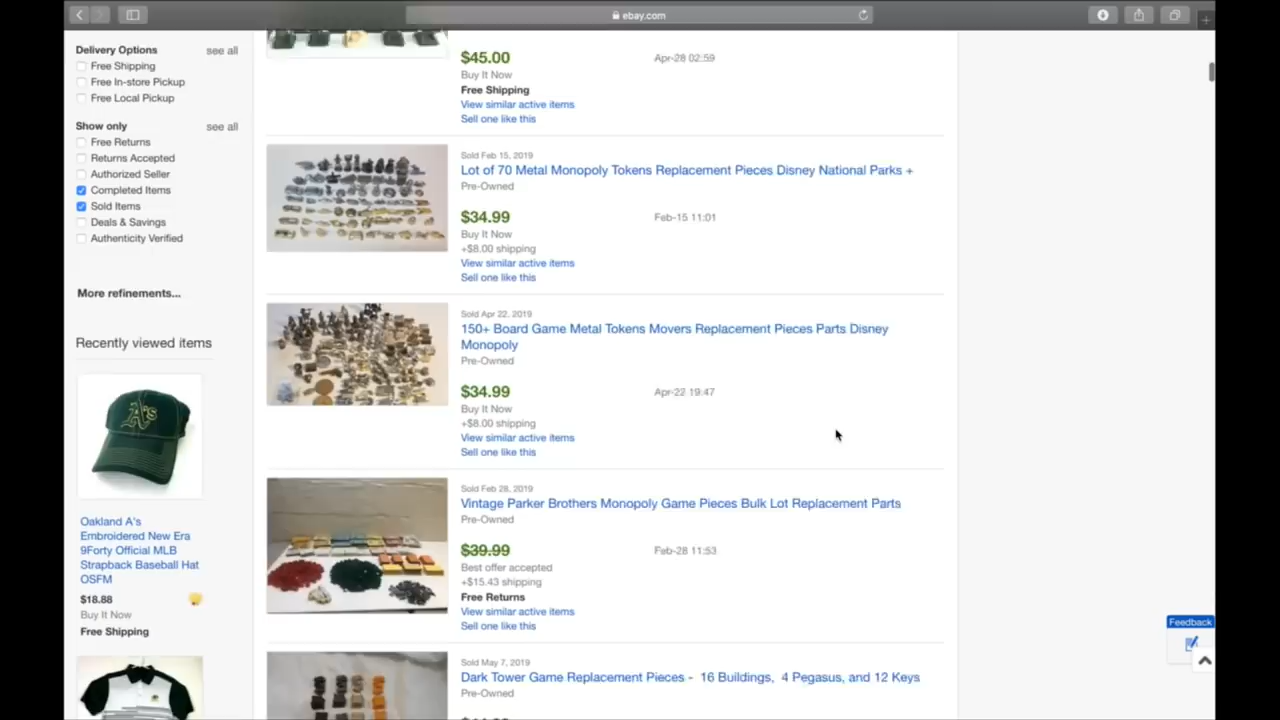 ebay.com
Delivery Options
see all
Free Shipping
Free In-store Pickup
Free Local Pickup
Show only
see all
Free Returns
Returns Accepted
Authorized Seller
Completed Items
Sold Items
Deals & Savings
Authenticity Verified
More refinements...
Recently viewed items
A's
Oakland A's
Embroidered New Era
9Forty Official MLB
Strapback Baseball Hat
OSFM
$18.88
Buy It Now
Free Shipping
$45.00
Apr-28 02:59
Buy It Now
Free Shipping
View similar active items
Sell one like this
Sold Feb 15, 2019
Lot of 70 Metal Monopoly Tokens Replacement Pieces Disney National Parks +
Pre-Owned
$34.99
Feb-15 11:01
Buy It Now
+$8.00 shipping
View similar active items
Sell one like this
Sold Apr 22, 2019
150+ Board Game Metal Tokens Movers Replacement Pieces Parts Disney
Monopoly
Pre-Owned
$34.99
Apr-22 19:47
Buy It Now
+$8.00 shipping
View similar active items
Sell one like this
Sold Feb 28, 2019
Vintage Parker Brothers Monopoly Game Pieces Bulk Lot Replacement Parts
Pre-Owned
$39.99
Feb-28 11:53
Best offer accepted
+$15.43 shipping
Free Returns
View similar active items
Sell one like this
Sold May 7, 2019
Dark Tower Game Replacement Pieces - 16 Buildings, 4 Pegasus, and 12 Keys
Pre-Owned
Feedback